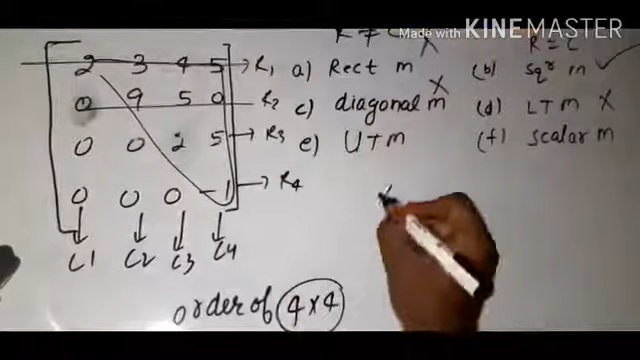 Made with KINEMASTER
R ≠ C R = C
2 3 4 5 → R1 a) Rect m (b) sqr m ✓
0 9 5 0 → R2 c) diagonal m X (d) LTm X
0 0 2 5 → R3 e) UTm (f) scalar m
0 0 0 -1 → R4
C1 C2 C3 C4
order of 4×4